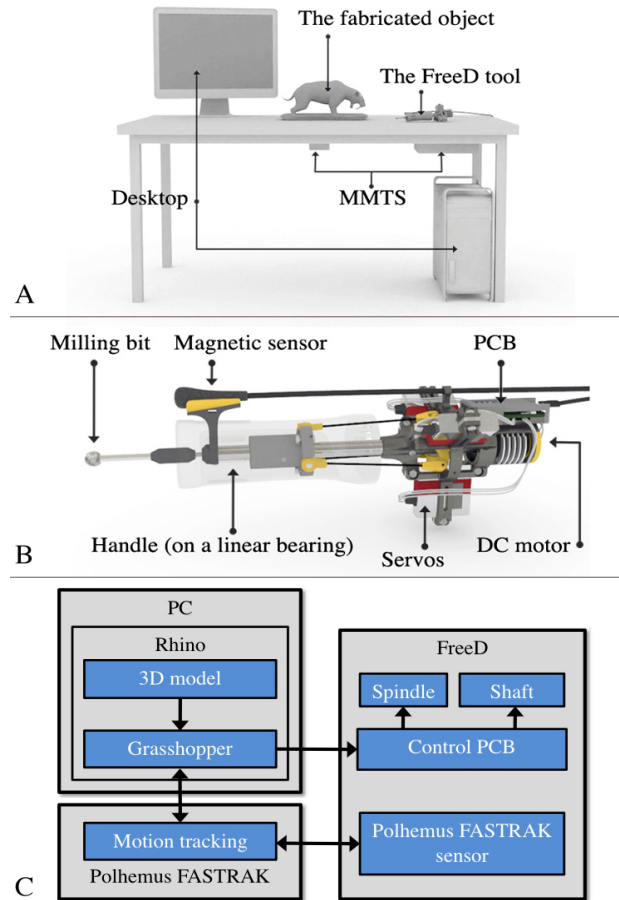 The fabricated object
The FreeD tool
Desktop
MMTS
A
Milling bit
Magnetic sensor
PCB
Handle (on a linear bearing)
Servos
DC motor
B
PC
Rhino
3D model
Grasshopper
FreeD
Spindle
Shaft
Control PCB
Motion tracking
Polhemus FASTRAK
Polhemus FASTRAK
sensor
C